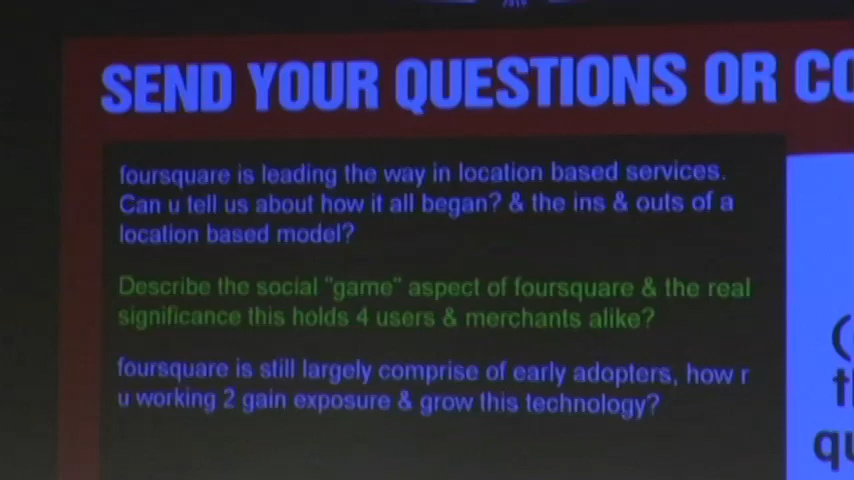 SEND YOUR QUESTIONS OR
foursquare is leading the way in location based services.
Can u tell us about how it all began? & the ins & outs of a
location based model?
Describe the social "game" aspect of foursquare & the real
significance this holds 4 users & merchants alike?
foursquare is still largely comprise of early adopters, how r
u working 2 gain exposure & grow this technology?